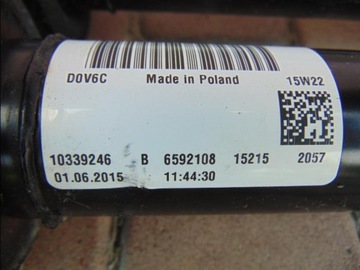 D0V6C Made in Poland 15W22
10339246 B 6592108 15215 2057
01.06.2015 11:44:30